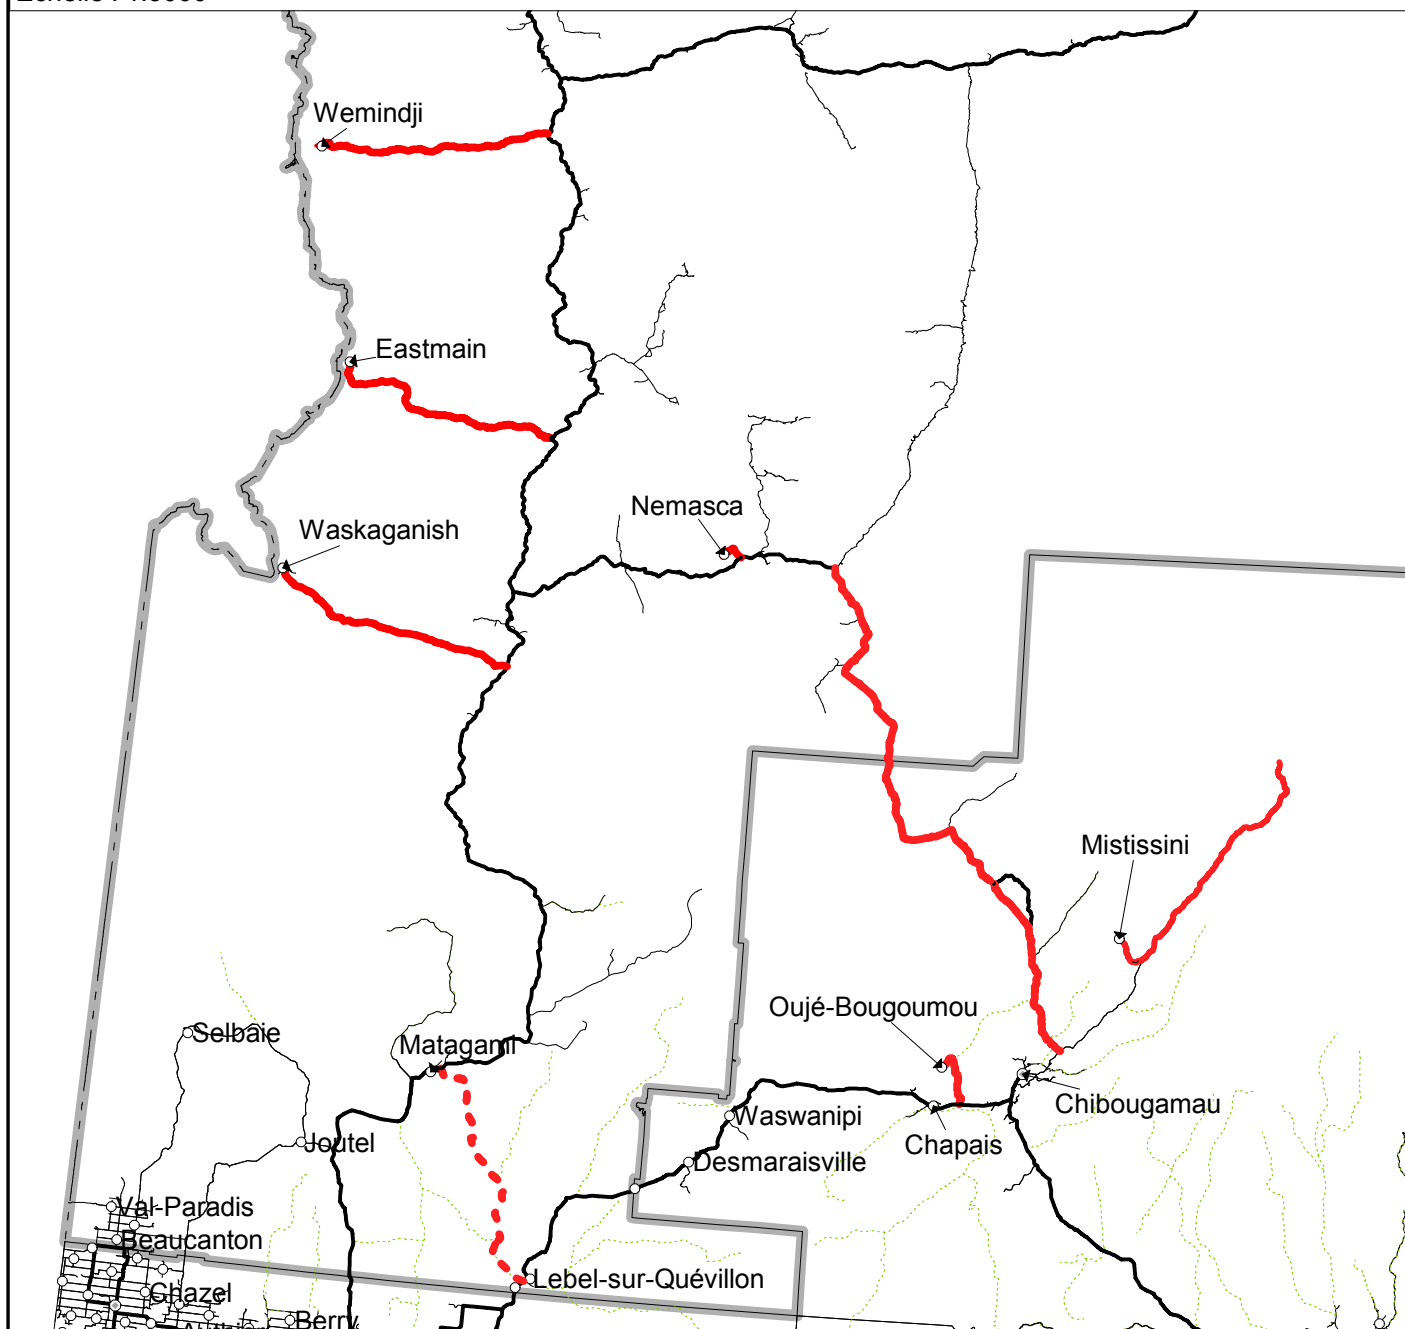 Wemindji
Eastmain
Nemasca
Waskaganish
Mistissini
Oujé-Bougoumou
Selbaie
Matagami
Chibougamau
Waswanipi
Chapais
Joutel
Desmaraisville
Val-Paradis
Beaucanton
Lebel-sur-Quévillon
Berry